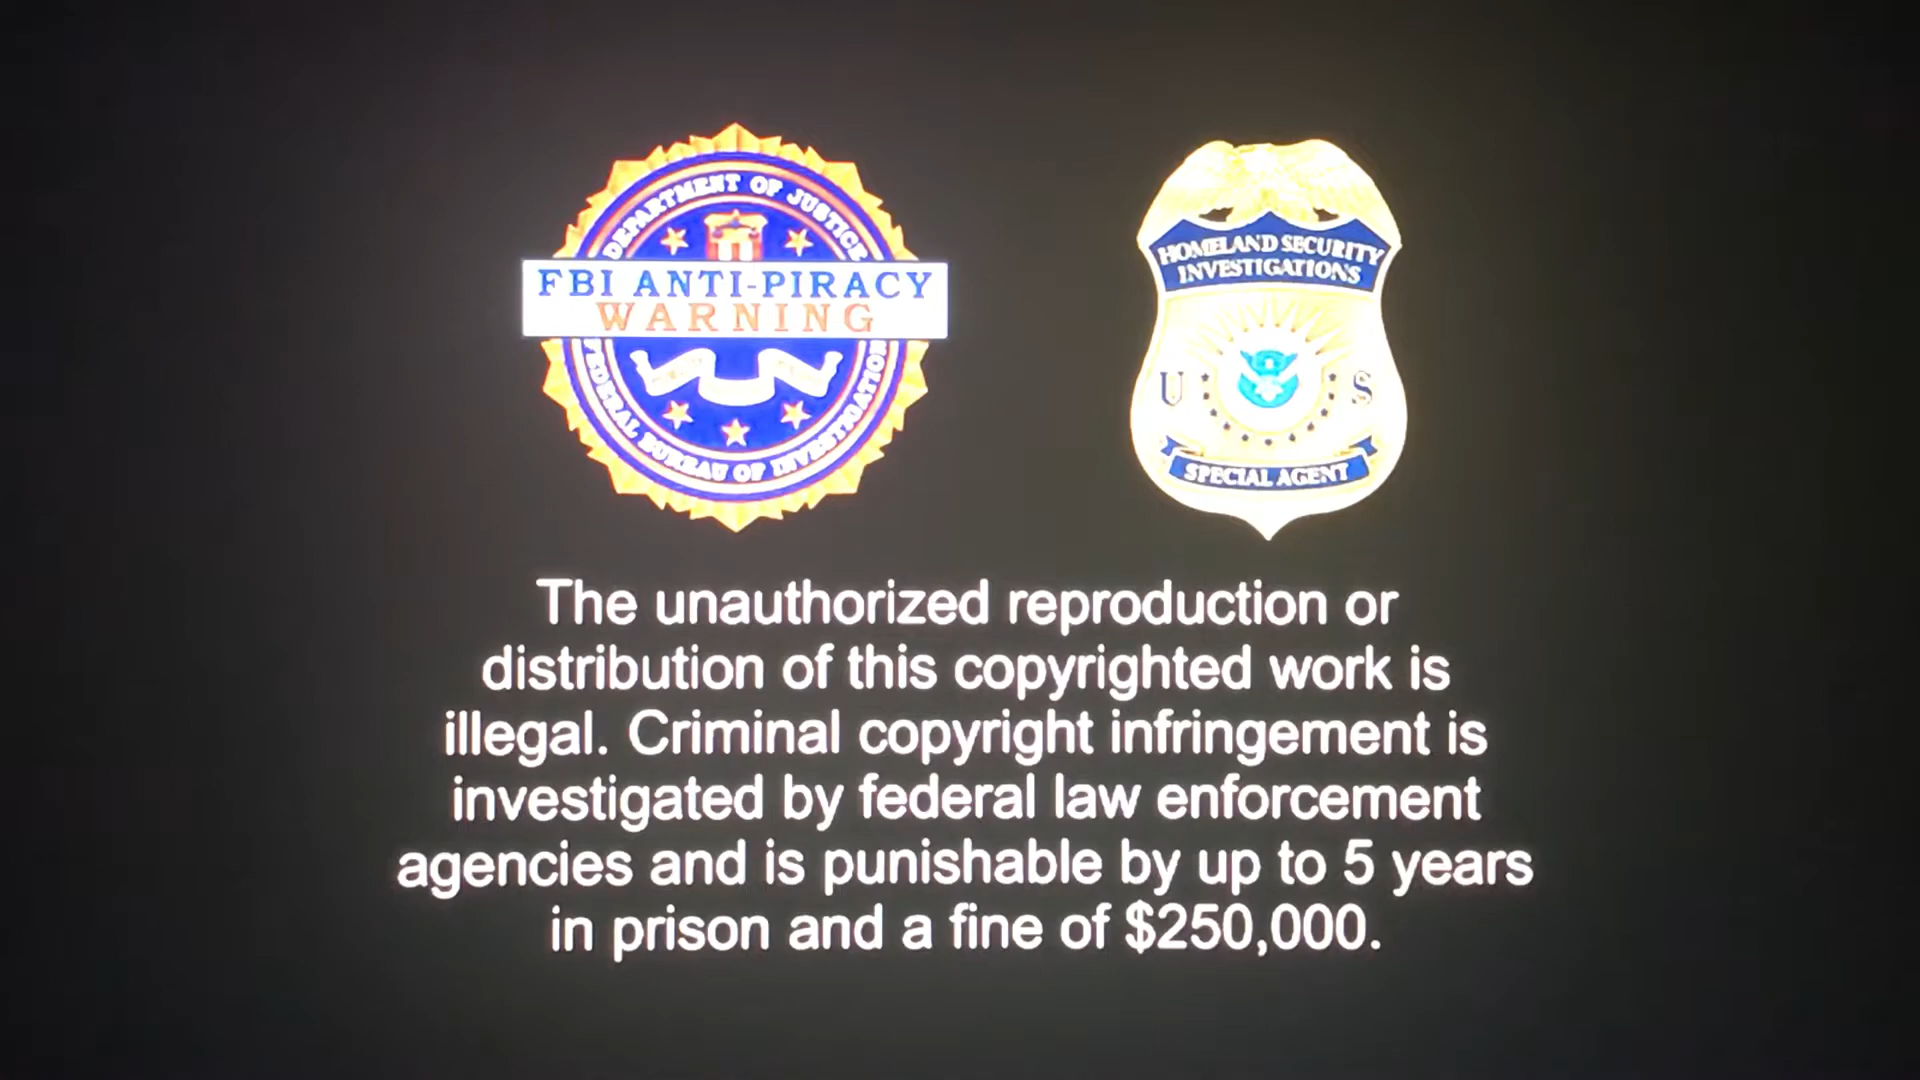 DEPARTMENT OF JUSTICE
FBI ANTI-PIRACY
WARNING
FEDERAL BUREAU OF INVESTIGATION
HOMELAND SECURITY
INVESTIGATIONS
U S
SPECIAL AGENT
The unauthorized reproduction or
distribution of this copyrighted work is
illegal. Criminal copyright infringement is
investigated by federal law enforcement
agencies and is punishable by up to 5 years
in prison and a fine of $250,000.